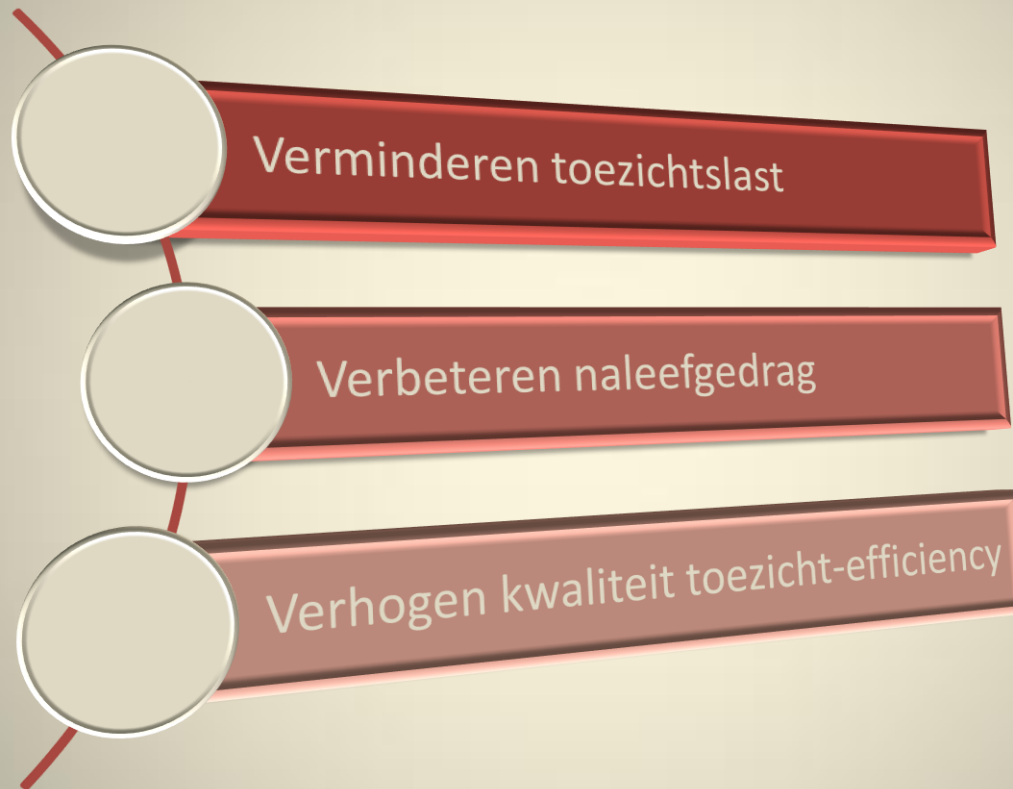 Verminderen toezichtslast
Verbeteren naleefgedrag
Verhogen kwaliteit toezicht-efficiency